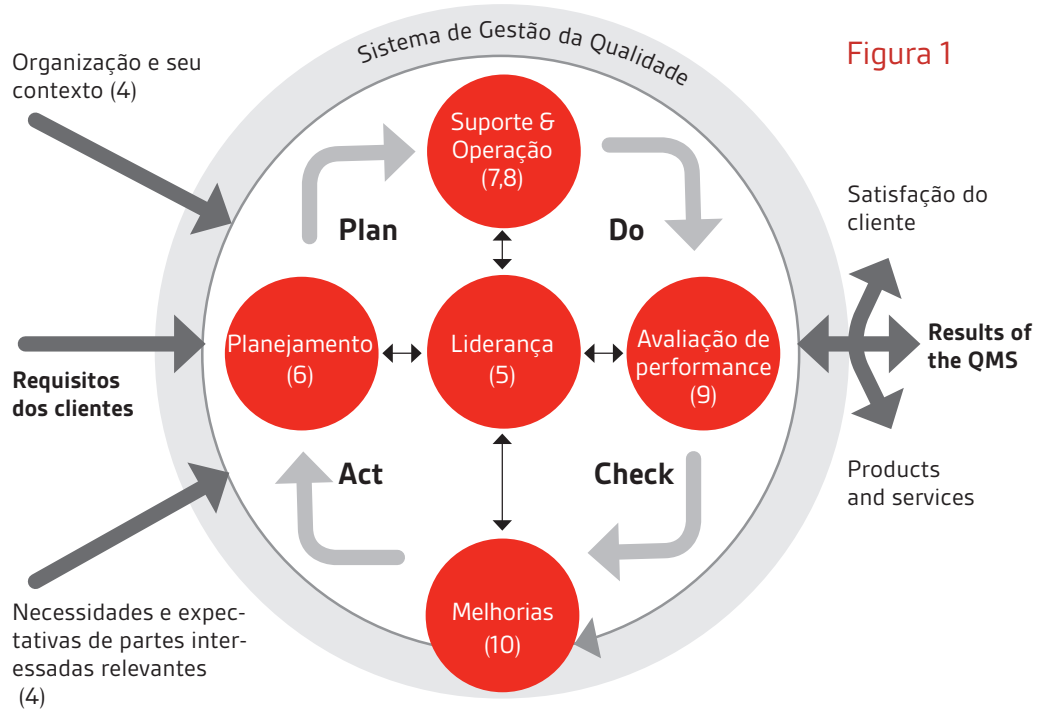 Sistema de Gestão da Qualidade
Figura 1
Organização e seu
contexto (4)
Suporte &
Operação
(7,8)
Satisfação do
cliente
Plan
Do
Planejamento
(6)
Liderança
(5)
Avaliação de
performance
(9)
Results of
the QMS
Requisitos
dos clientes
Act
Check
Products
and services
Melhorias
(10)
Necessidades e expec-
tativas de partes inter-
essadas relevantes
(4)